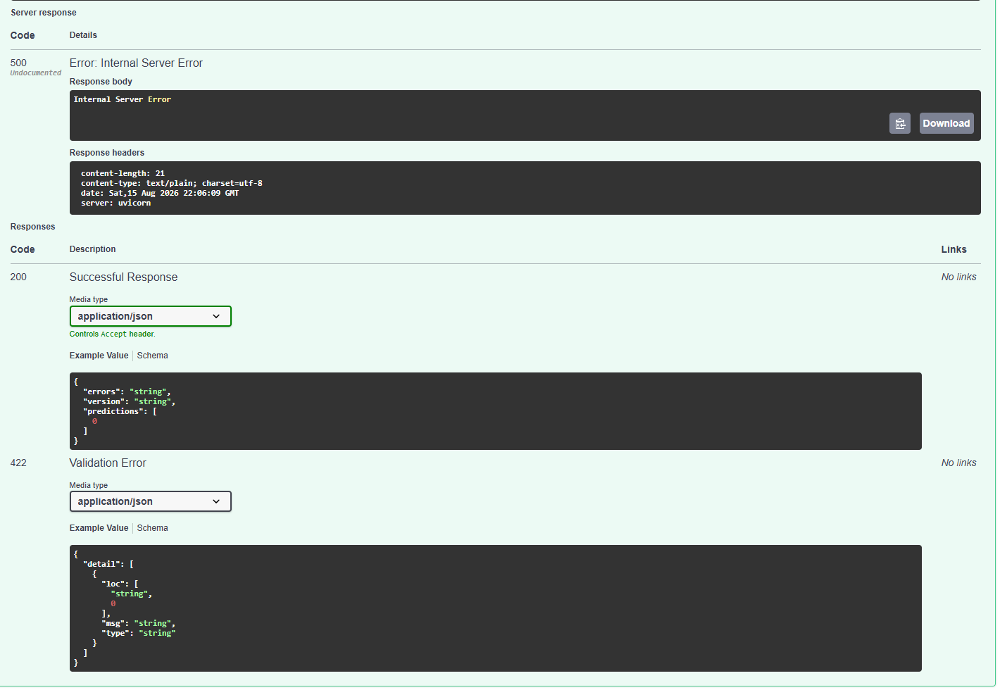 Server response
Code Details
500 Error: Internal Server Error
Undocumented
Response body
Internal Server Error
Download
Response headers
content-length: 21
content-type: text/plain; charset=utf-8
date: Sat,15 Aug 2026 22:06:09 GMT
server: uvicorn
Responses
Code Description Links
200 Successful Response No links
Media type
application/json
Controls Accept header.
Example Value Schema
{
"errors": "string",
"version": "string",
"predictions": [
0
]
}
422 Validation Error No links
Media type
application/json
Example Value Schema
{
"detail": [
{
"loc": [
"string",
0
],
"msg": "string",
"type": "string"
}
]
}